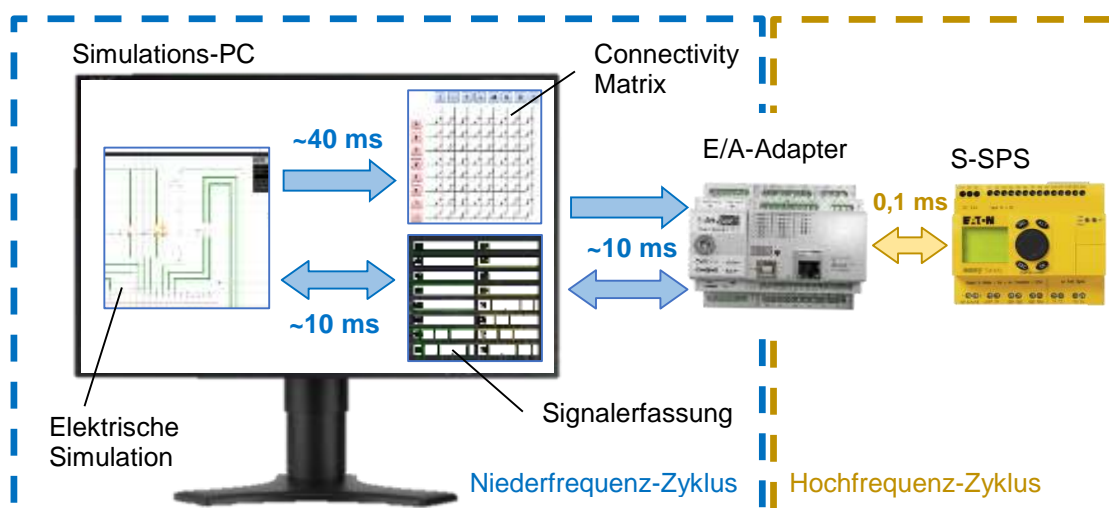 Simulations-PC
Connectivity
Matrix
~40 ms
E/A-Adapter
S-SPS
0,1 ms
EATON
~10 ms
~10 ms
Signalerfassung
Elektrische
Simulation
Niederfrequenz-Zyklus
Hochfrequenz-Zyklus